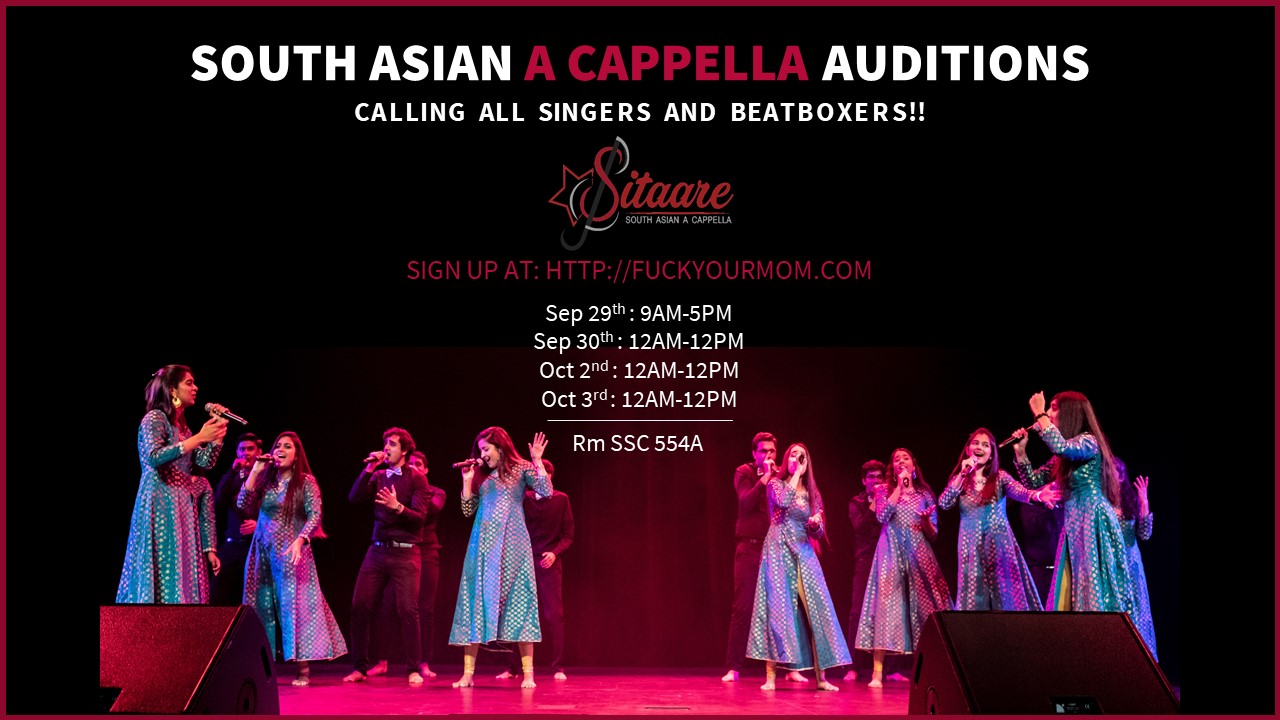 SOUTH ASIAN A CAPPELLA AUDITIONS
CALLING ALL SINGERS AND BEATBOXERS!!
Sitaare
SOUTH ASIAN A CAPPELLA
SIGN UP AT: HTTP://FUCKYOURMOM.COM
Sep 29th : 9AM-5PM
Sep 30th : 12AM-12PM
Oct 2nd : 12AM-12PM
Oct 3rd : 12AM-12PM
Rm SSC 554A